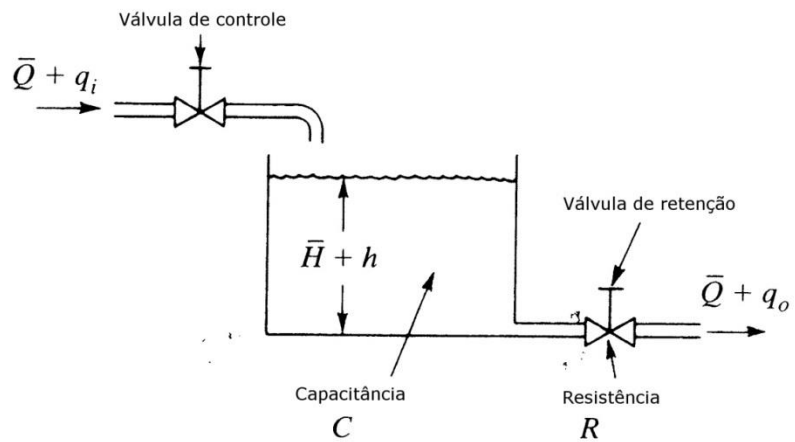 Válvula de controle
Q̄ + qᵢ
Válvula de retenção
H̄ + h
Q̄ + qₒ
Capacitância
C
Resistência
R